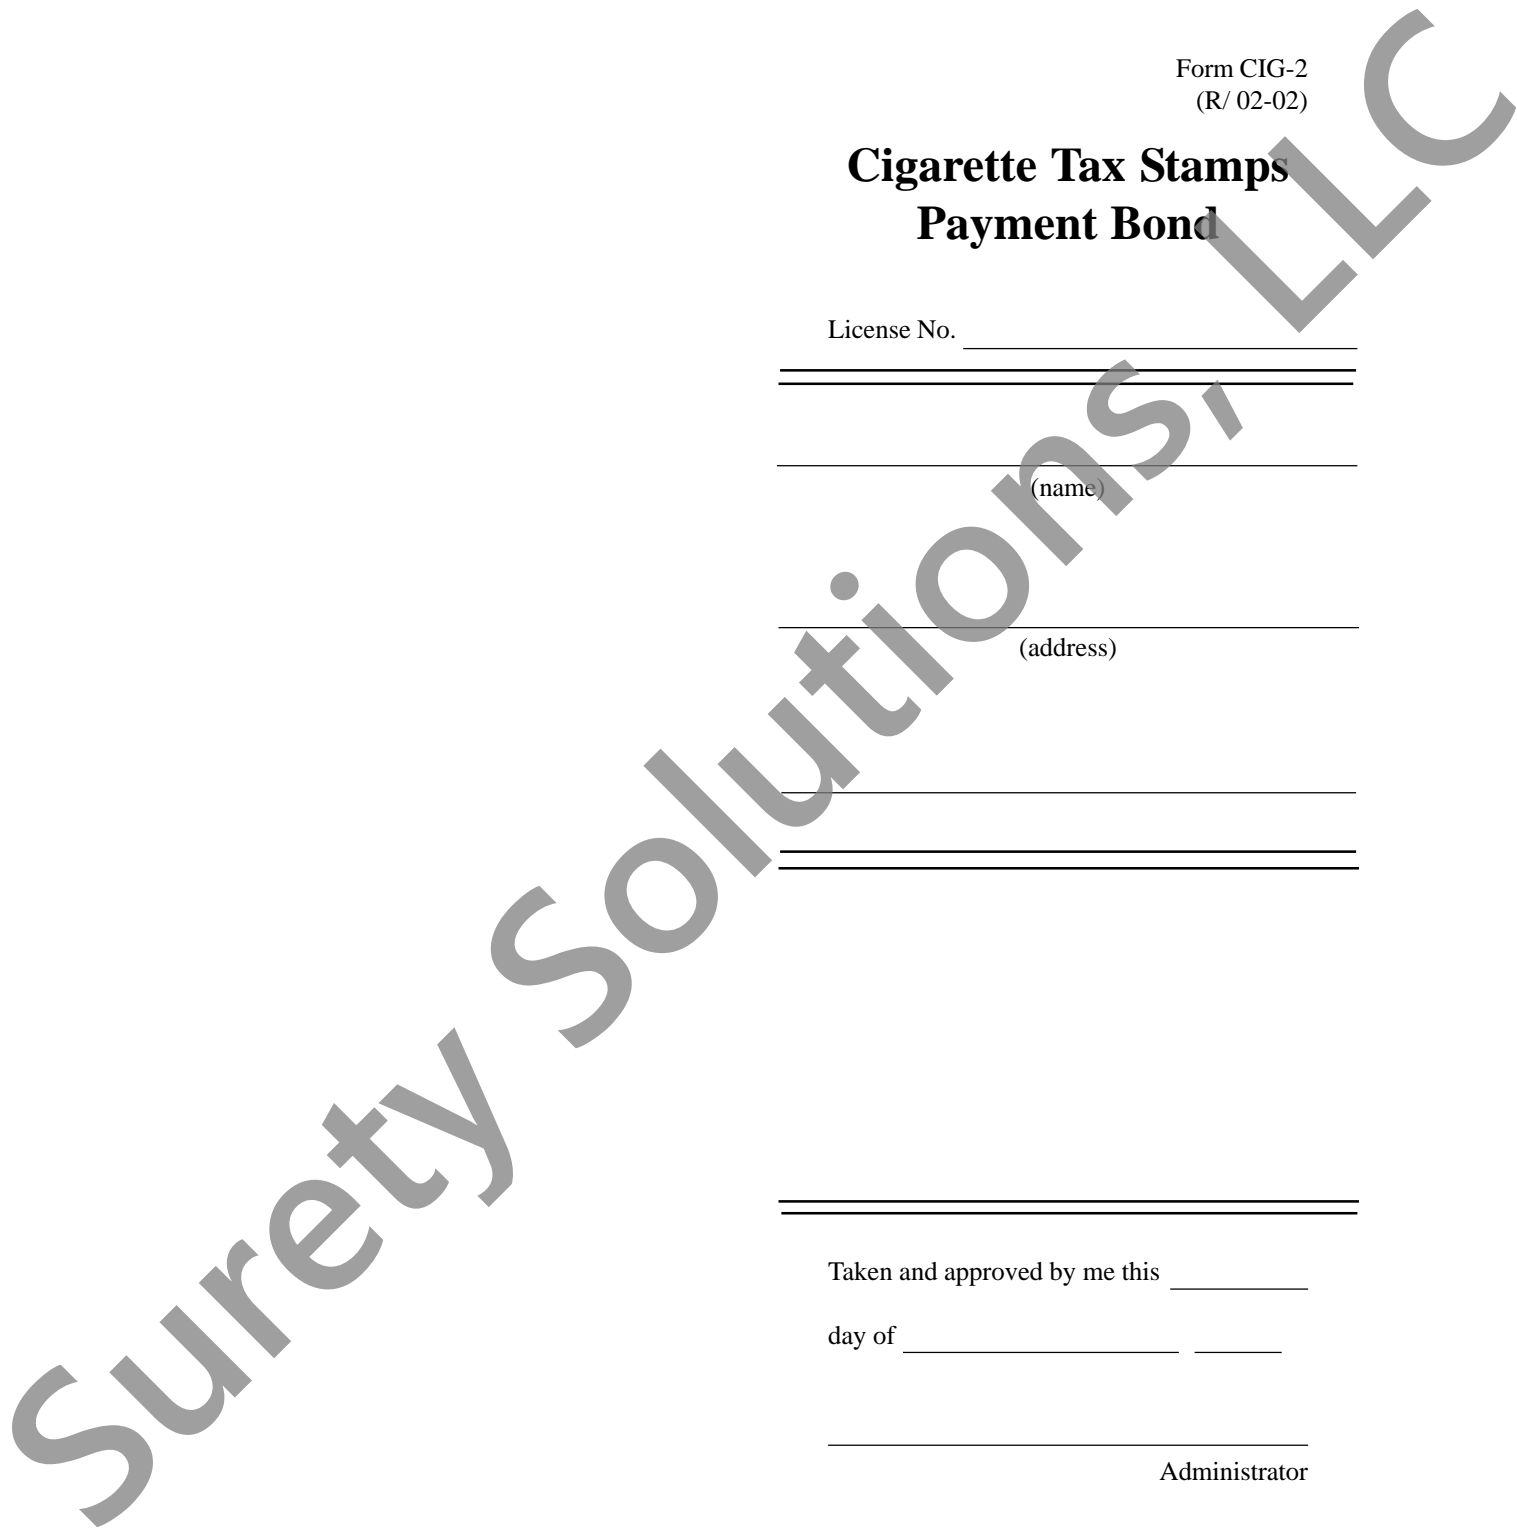 Form CIG-2
(R/ 02-02)
Cigarette Tax Stamps
Payment Bond
License No.
(name)
(address)
Taken and approved by me this
day of
Administrator
Surety Solutions, LLC